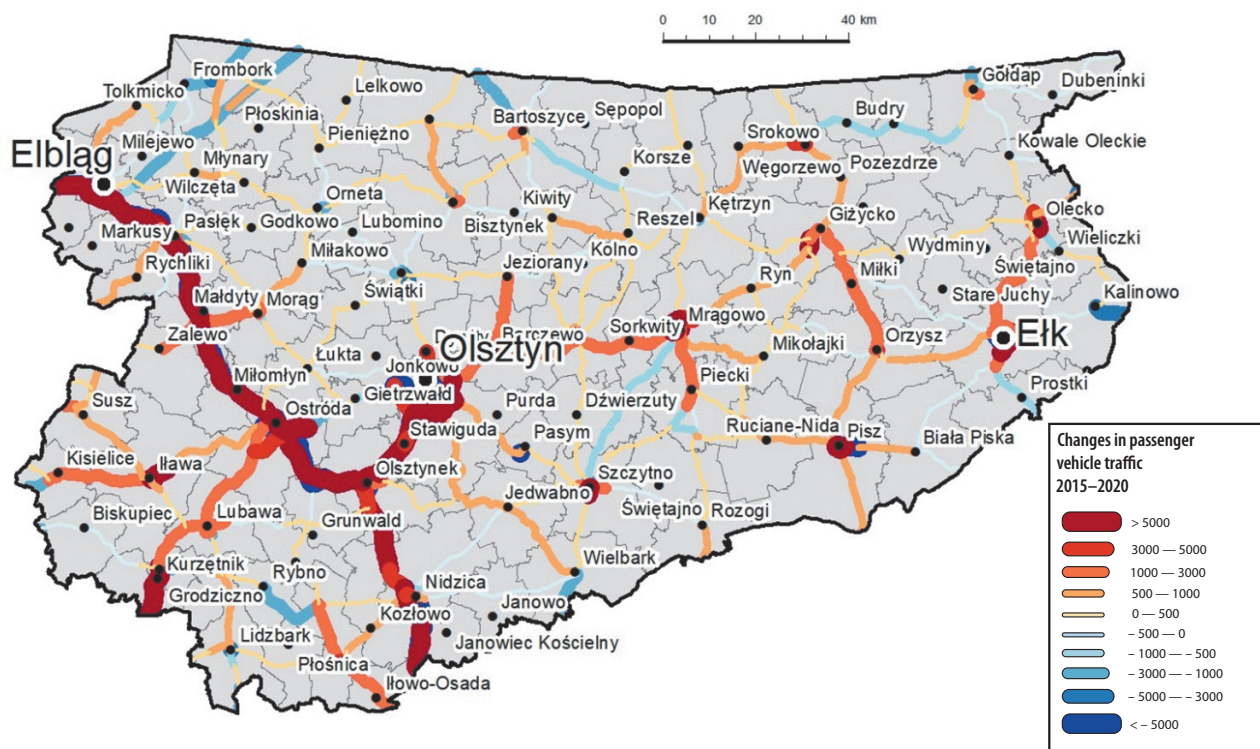 0 10 20 40 km
Frombork
Lelkowo
Gołdap
Dubeninki
Tolkmicko
Płoskinia
Bartoszyce
Sępopol
Budry
Pieniężno
Srokowo
Elbląg
Milejewo
Młynary
Korsze
Węgorzewo
Pozezdrze
Kowale Oleckie
Wilczęta
Orneta
Kiwity
Kętrzyn
Markusy
Pasłęk
Godkowo
Lubomino
Bisztynek
Reszel
Giżycko
Olecko
Miłakowo
Kolno
Wydminy
Wieliczki
Rychliki
Jeziorany
Ryn
Miłki
Świętajno
Małdyty
Morąg
Świątki
Stare Juchy
Kalinowo
Zalewo
Barczewo
Sorkwity
Mrągowo
Łukta
Olsztyn
Mikołajki
Orzysz
Ełk
Jonkowo
Miłomłyn
Gietrzwałd
Piecki
Prostki
Susz
Ostróda
Purda
Dźwierzuty
Stawiguda
Pasym
Ruciane-Nida
Pisz
Biała Piska
Kisielice
Iława
Olsztynek
Szczytno
Biskupiec
Lubawa
Grunwald
Jedwabno
Świętajno
Rozogi
Kurzętnik
Rybno
Nidzica
Wielbark
Grodziczno
Kozłowo
Janowo
Lidzbark
Janowiec Kościelny
Płośnica
Iłowo-Osada
Changes in passenger
vehicle traffic
2015–2020
> 5000
3000 — 5000
1000 — 3000
500 — 1000
0 — 500
– 500 — 0
– 1000 — – 500
– 3000 — – 1000
– 5000 — – 3000
< – 5000